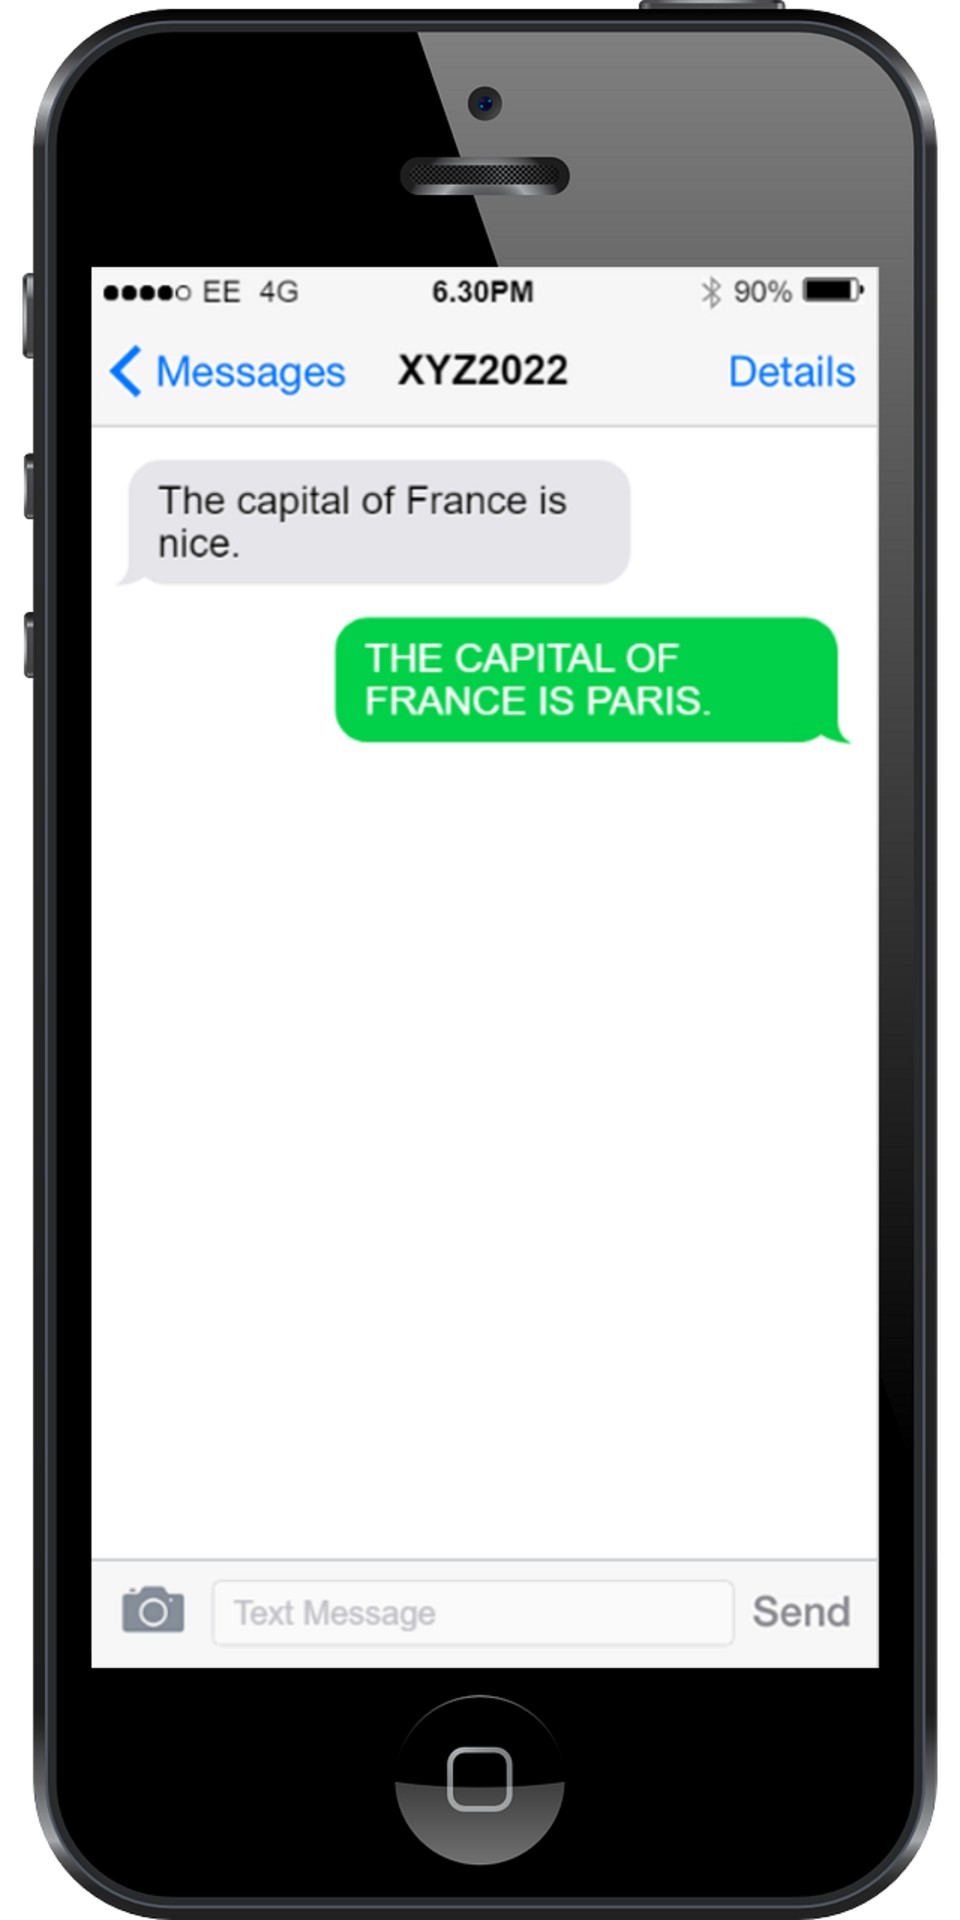 EE 4G 6.30PM 90%
Messages XYZ2022 Details
The capital of France is
nice.
THE CAPITAL OF
FRANCE IS PARIS.
Text Message Send